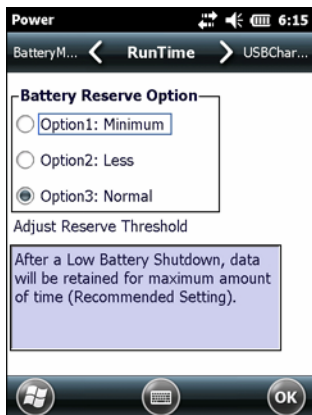 Power 6:15
BatteryM... RunTime USBChar...
Battery Reserve Option
Option1: Minimum
Option2: Less
Option3: Normal
Adjust Reserve Threshold
After a Low Battery Shutdown, data
will be retained for maximum amount
of time (Recommended Setting).
OK